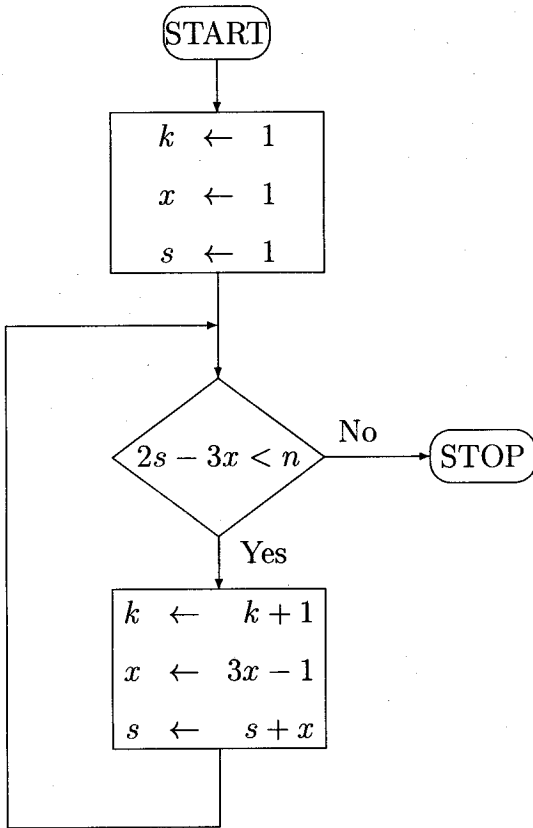 START
k ← 1
x ← 1
s ← 1
2s − 3x < n
No
STOP
Yes
k ← k + 1
x ← 3x − 1
s ← s + x